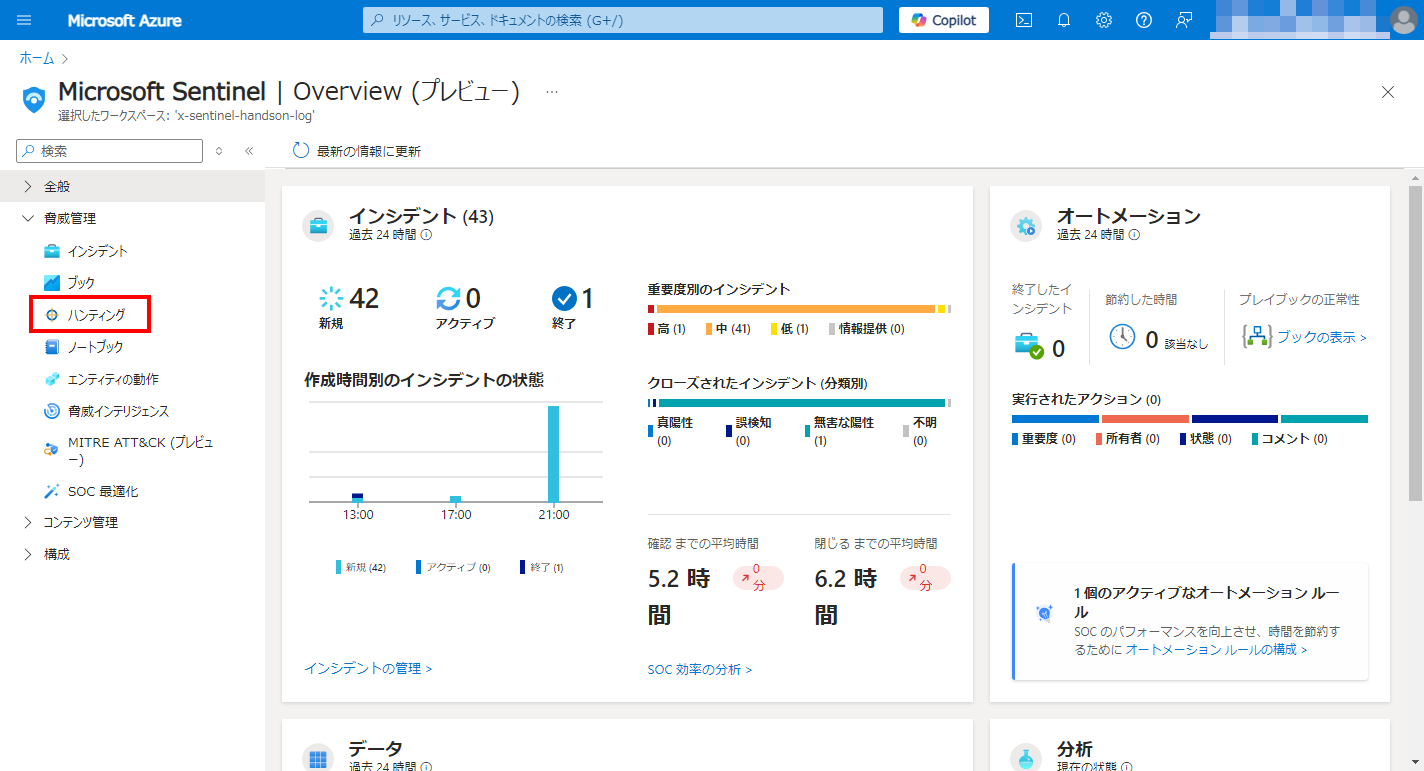 Microsoft Azure
リソース、サービス、ドキュメントの検索 (G+/)
Copilot
ホーム >
Microsoft Sentinel | Overview (プレビュー) ...
選択したワークスペース: 'x-sentinel-handson-log'
検索
最新の情報に更新
全般
脅威管理
インシデント
ブック
ハンティング
ノートブック
エンティティの動作
脅威インテリジェンス
MITRE ATT&CK (プレビュ
ー)
SOC 最適化
コンテンツ管理
構成
インシデント (43)
過去 24 時間
42
新規
0
アクティブ
1
終了
作成時間別のインシデントの状態
13:00
17:00
21:00
新規 (42)
アクティブ (0)
終了 (1)
インシデントの管理 >
重要度別のインシデント
高 (1)
中 (41)
低 (1)
情報提供 (0)
クローズされたインシデント (分類別)
真陽性
(0)
誤検知
(0)
無害な陽性
(1)
不明
(0)
確認 までの平均時間
5.2 時
間
0
分
閉じる までの平均時間
6.2 時
間
0
分
SOC 効率の分析 >
オートメーション
過去 24 時間
終了したイ
ンシデント
0
節約した時間
0 該当なし
プレイブックの正常性
ブックの表示 >
実行されたアクション (0)
重要度 (0)
所有者 (0)
状態 (0)
コメント (0)
1 個のアクティブなオートメーション ルー
ル
SOC のパフォーマンスを向上させ、時間を節約す
るために オートメーション ルールの構成 >
データ
過去 24 時間
分析
現在の状態